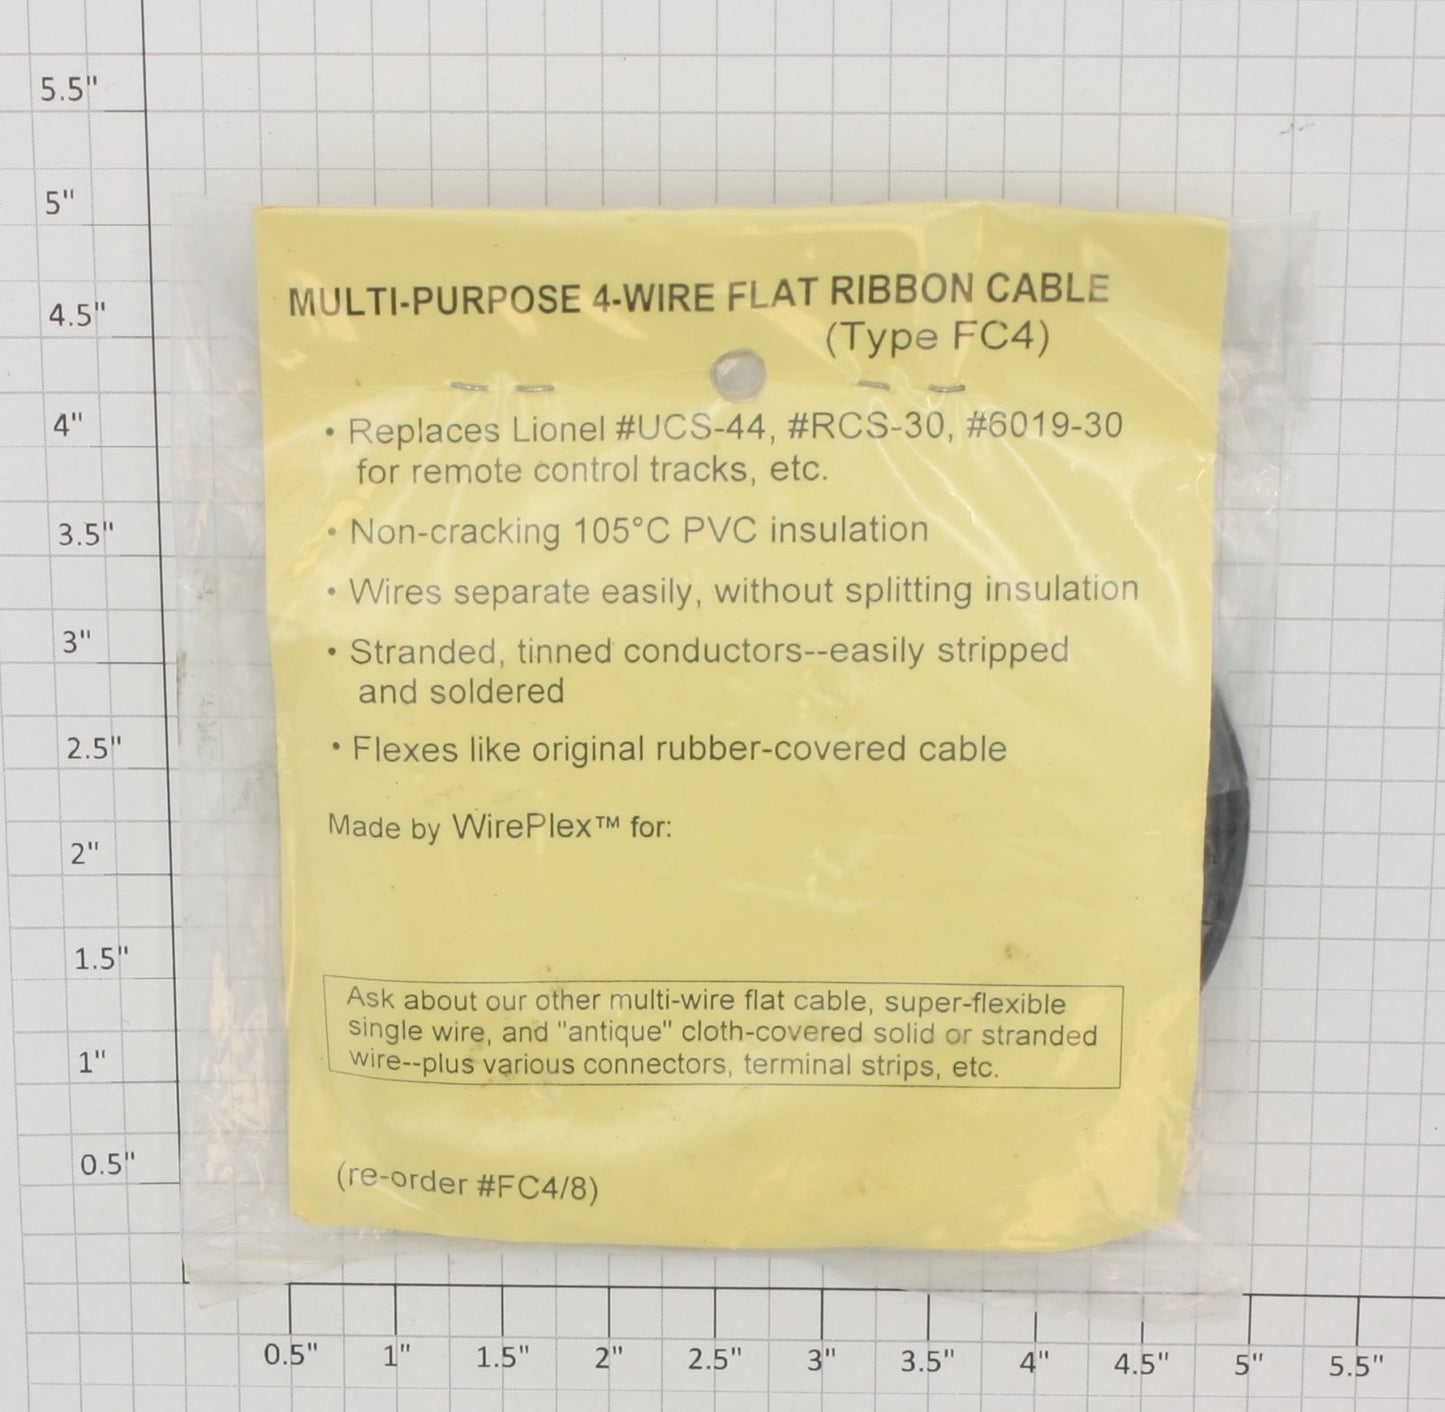 5.5"
5"
4.5"
4"
3.5"
3"
2.5"
2"
1.5"
1"
0.5"
MULTI-PURPOSE 4-WIRE FLAT RIBBON CABLE
(Type FC4)
• Replaces Lionel #UCS-44, #RCS-30, #6019-30
for remote control tracks, etc.
• Non-cracking 105°C PVC insulation
• Wires separate easily, without splitting insulation
• Stranded, tinned conductors--easily stripped
and soldered
• Flexes like original rubber-covered cable
Made by WirePlex™ for:
Ask about our other multi-wire flat cable, super-flexible
single wire, and "antique" cloth-covered solid or stranded
wire--plus various connectors, terminal strips, etc.
(re-order #FC4/8)
0.5" 1" 1.5" 2" 2.5" 3" 3.5" 4" 4.5" 5" 5.5"